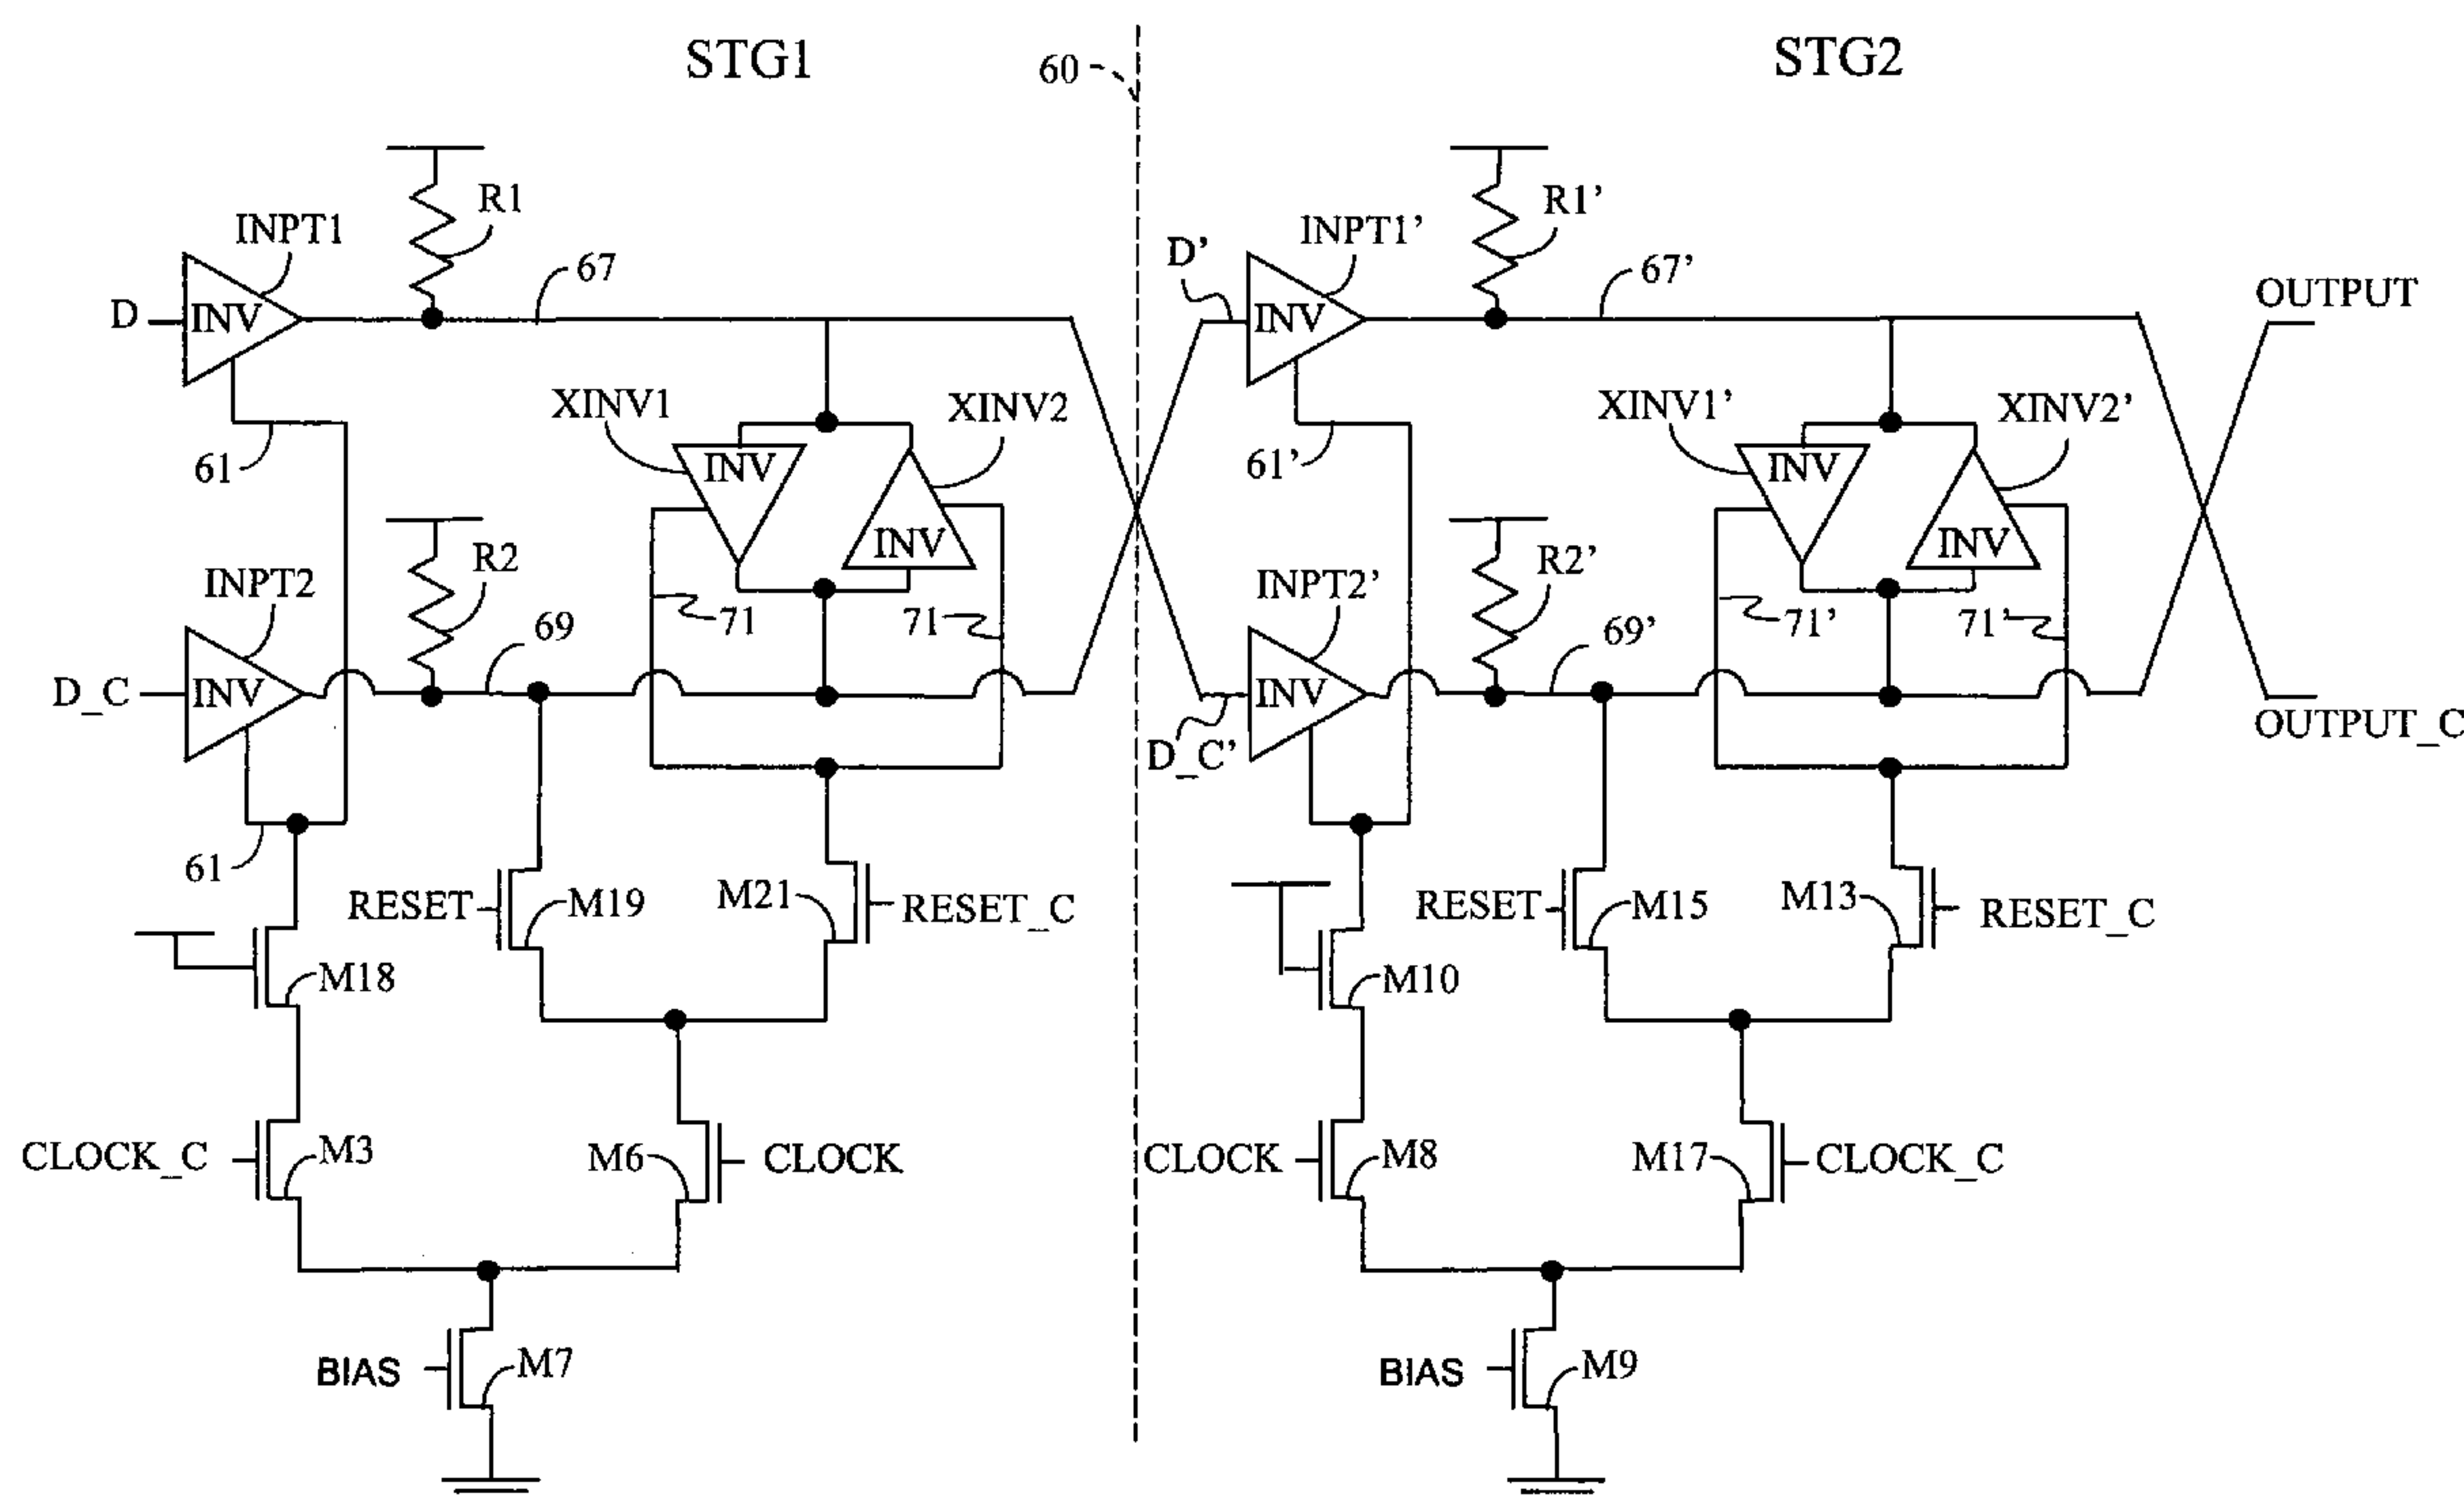 STG1
60
STG2
INPT1
R1
67
D
INV
XINV1
XINV2
INV
INV
61
INPT2
R2
69
D_C
INV
71
71
61
RESET
M19
M21
RESET_C
M18
CLOCK_C
M3
M6
CLOCK
BIAS
M7
D'
INPT1'
R1'
67'
OUTPUT
INV
XINV1'
XINV2'
INV
INV
61'
INPT2'
R2'
69'
71'
71'
INV
D_C'
OUTPUT_C
RESET
M15
M13
RESET_C
M10
CLOCK
M8
M17
CLOCK_C
BIAS
M9